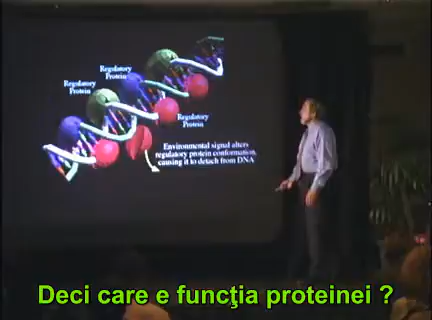 Regulatory
Protein
Regulatory
Protein
Regulatory
Protein
Environmental signal alters
regulatory protein conformation,
causing it to detach from DNA
Deci care e funcţia proteinei ?